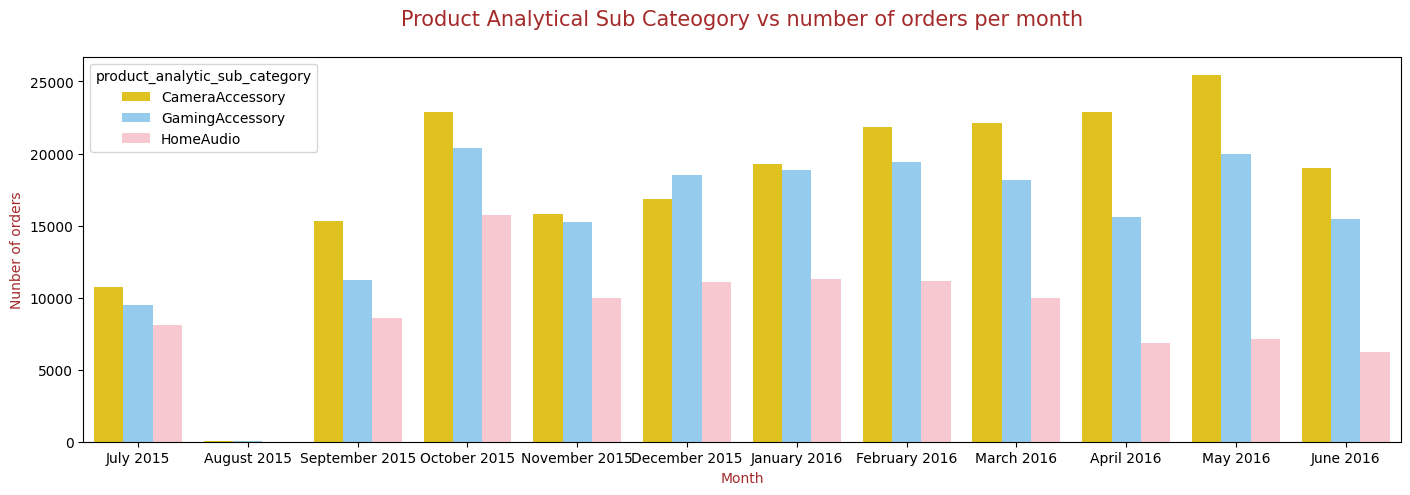 Product Analytical Sub Cateogory vs number of orders per month
product_analytic_sub_category
CameraAccessory
GamingAccessory
HomeAudio
Nunber of orders
25000
20000
15000
10000
5000
0
July 2015 August 2015 September 2015 October 2015 November 2015 December 2015 January 2016 February 2016 March 2016 April 2016 May 2016 June 2016
Month